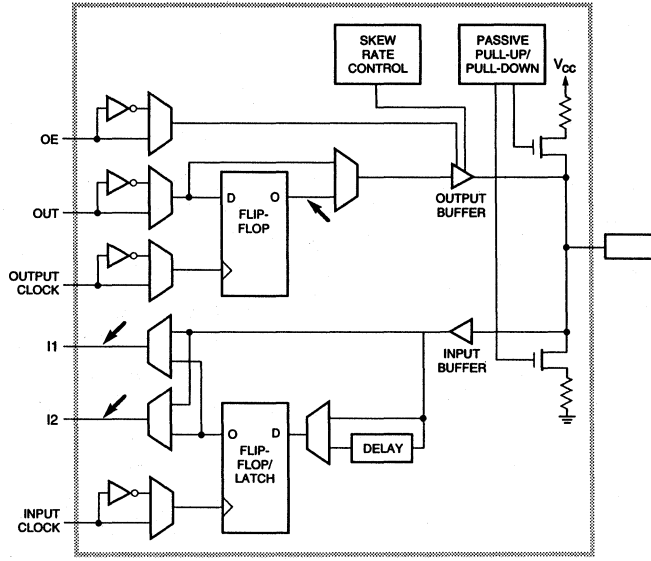 SKEW
RATE
CONTROL
PASSIVE
PULL-UP/
PULL-DOWN
VCC
OE
OUT
D
O
FLIP-
FLOP
OUTPUT
BUFFER
OUTPUT
CLOCK
I1
INPUT
BUFFER
I2
O
D
FLIP-
FLOP/
LATCH
DELAY
INPUT
CLOCK